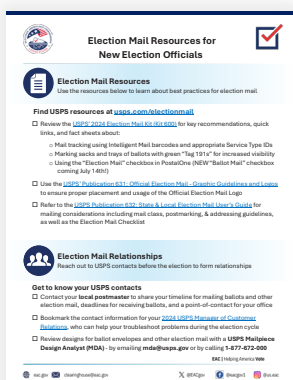 Election Mail Resources for
New Election Officials
Election Mail Resources
Use the resources below to learn about best practices for election mail
Find USPS resources at usps.com/electionmail
Review the USPS' 2024 Election Mail Kit (Kit 600) for key recommendations, quick
links, and fact sheets about:
Mail tracking using Intelligent Mail barcodes and appropriate Service Type IDs
Marking sacks and trays of ballots with green "Tag 191s" for increased visibility
Using the "Election Mail" checkbox in PostalOne (NEW "Ballot Mail" checkbox
coming July 14th!)
Use the USPS' Publication 631: Official Election Mail - Graphic Guidelines and Logos
to ensure proper placement and usage of the Official Election Mail Logo
Refer to the USPS Publication 632: State & Local Election Mail User's Guide for
mailing considerations including mail class, postmarking, & addressing guidelines,
as well as the Election Mail Checklist
Election Mail Relationships
Reach out to USPS contacts before the election to form relationships
Get to know your USPS contacts
Contact your local postmaster to share your timeline for mailing ballots and other
election mail, deadlines for receiving ballots, and a point-of-contact for your office
Bookmark the contact information for your 2024 USPS Manager of Customer
Relations, who can help your troubleshoot problems during the election cycle
Review designs for ballot envelopes and other election mail with a USPS Mailpiece
Design Analyst (MDA) - by emailing mda@usps.gov or by calling 1-877-672-000
EAC | Helping America Vote
eac.gov clearinghouse@eac.gov @EACgov @eacgov1 @us.eac